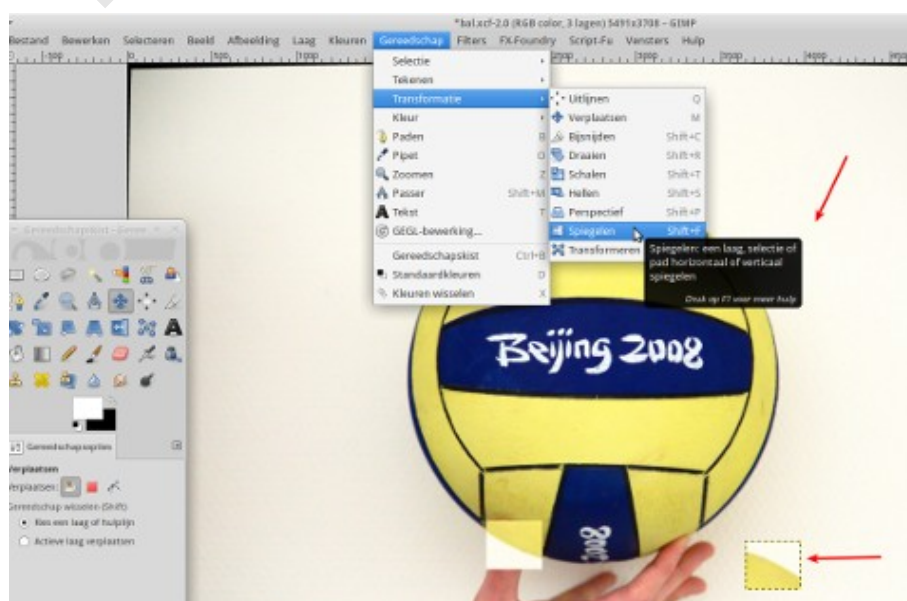 *bal.xcf-2.0 (RGB color, 3 lagen) 5491x3708 – GIMP
Bestand Bewerken Selecteren Beeld Afbeelding Laag Kleuren Gereedschap Filters FX-Foundry Script-Fu Vensters Hulp
Selectie
Tekenen
Transformatie
Kleur
Paden B
Pipet O
Zoomen Z
Passer Shift+M
Tekst T
GEGL-bewerking...
Gereedschapskist Ctrl+B
Standaardkleuren D
Kleuren wisselen X
Uitlijnen Q
Verplaatsen M
Bijsnijden Shift+C
Draaien Shift+R
Schalen Shift+T
Hellen Shift+S
Perspectief Shift+P
Spiegelen Shift+F
Transformeren
Spiegelen: een laag, selectie of
pad horizontaal of verticaal
spiegelen
Druk op F1 voor meer hulp
Beijing 2008
2008
Gereedschapskist
Gereedschapsopties
Verplaatsen
Verplaatsen:
Gereedschap wisselen (Shift)
Kies een laag of hulplijn
Actieve laag verplaatsen